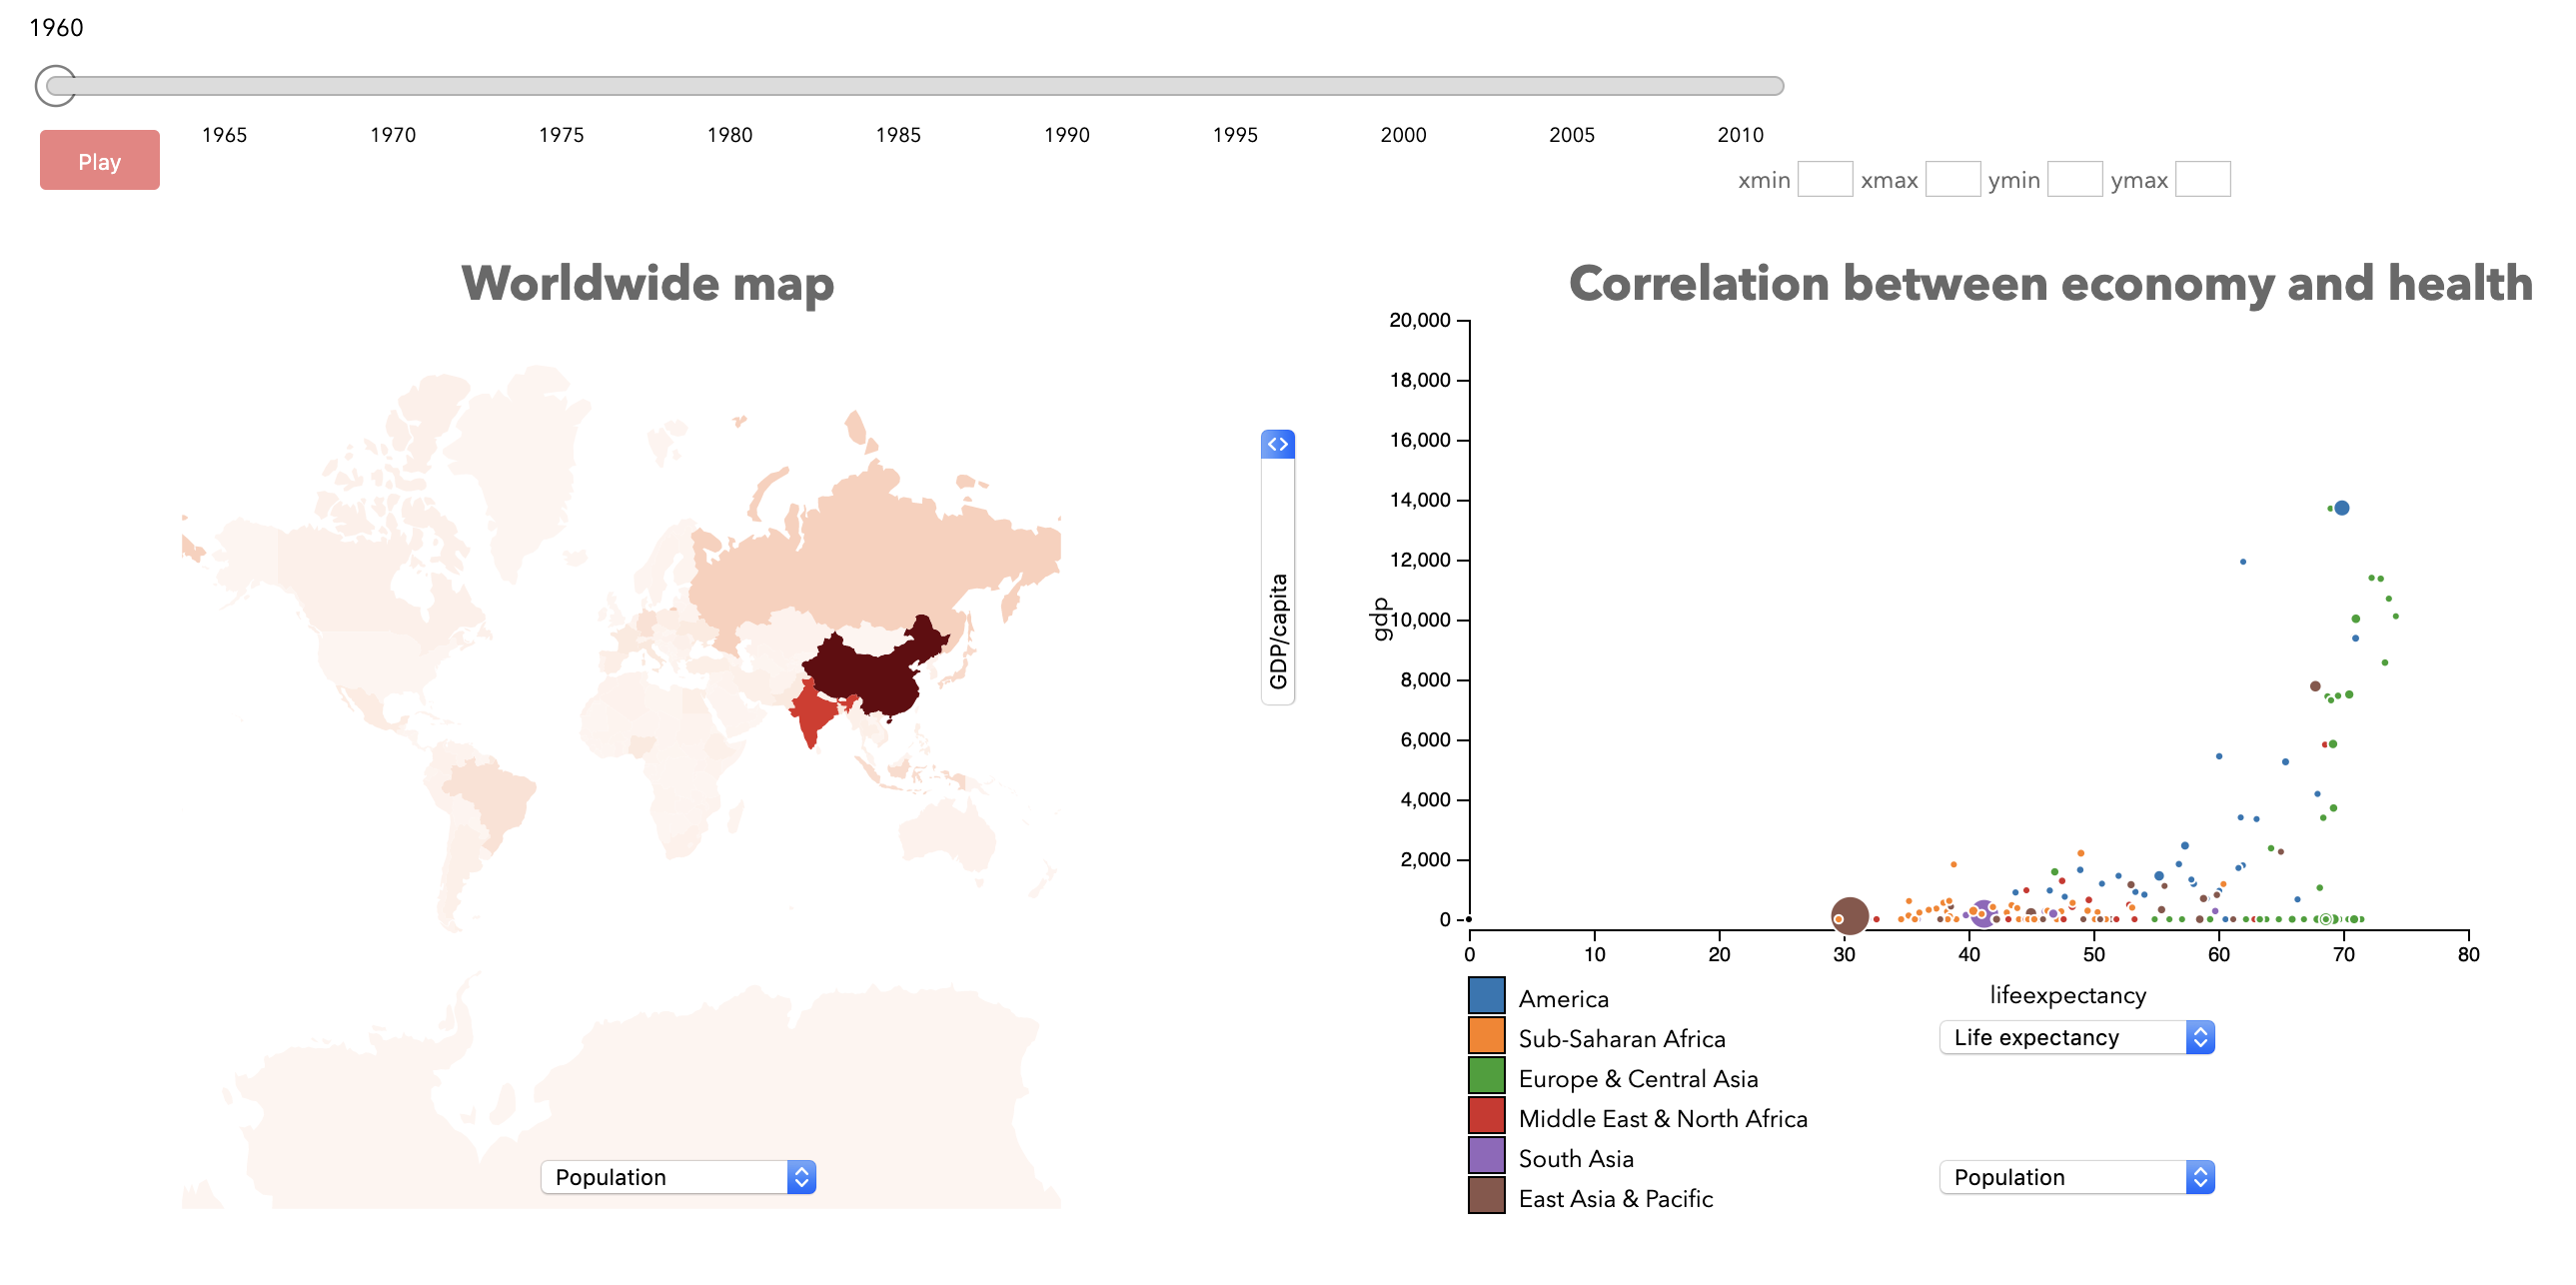 1960
1965 1970 1975 1980 1985 1990 1995 2000 2005 2010
Play
xmin xmax ymin ymax
Worldwide map
Correlation between economy and health
GDP/capita
gdp
20,000
18,000
16,000
14,000
12,000
10,000
8,000
6,000
4,000
2,000
0
0 10 20 30 40 50 60 70 80
lifeexpectancy
America
Sub-Saharan Africa
Europe & Central Asia
Middle East & North Africa
South Asia
East Asia & Pacific
Life expectancy
Population
Population